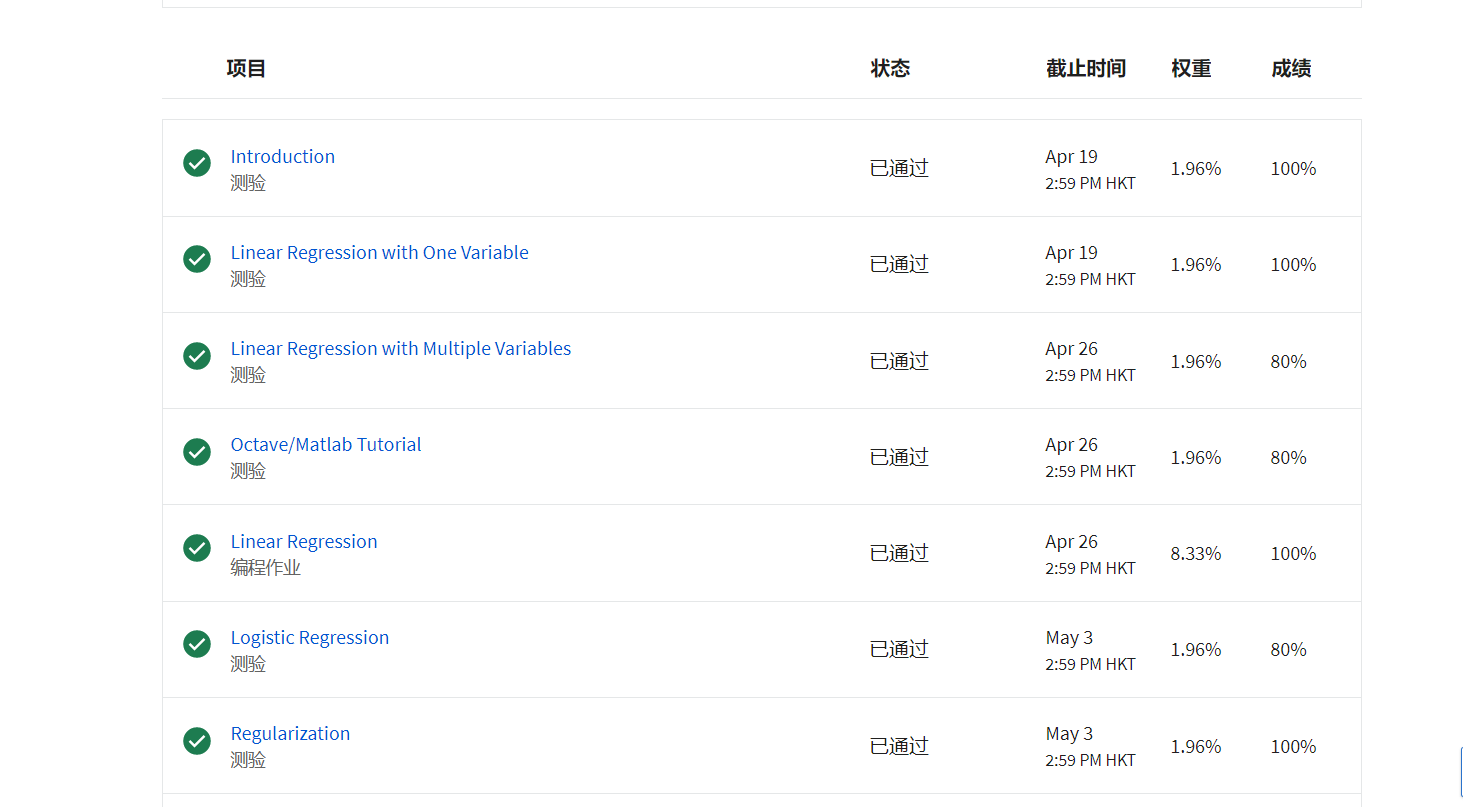 项目 状态 截止时间 权重 成绩
Introduction
测验
已通过
Apr 19
2:59 PM HKT
1.96%
100%
Linear Regression with One Variable
测验
已通过
Apr 19
2:59 PM HKT
1.96%
100%
Linear Regression with Multiple Variables
测验
已通过
Apr 26
2:59 PM HKT
1.96%
80%
Octave/Matlab Tutorial
测验
已通过
Apr 26
2:59 PM HKT
1.96%
80%
Linear Regression
编程作业
已通过
Apr 26
2:59 PM HKT
8.33%
100%
Logistic Regression
测验
已通过
May 3
2:59 PM HKT
1.96%
80%
Regularization
测验
已通过
May 3
2:59 PM HKT
1.96%
100%